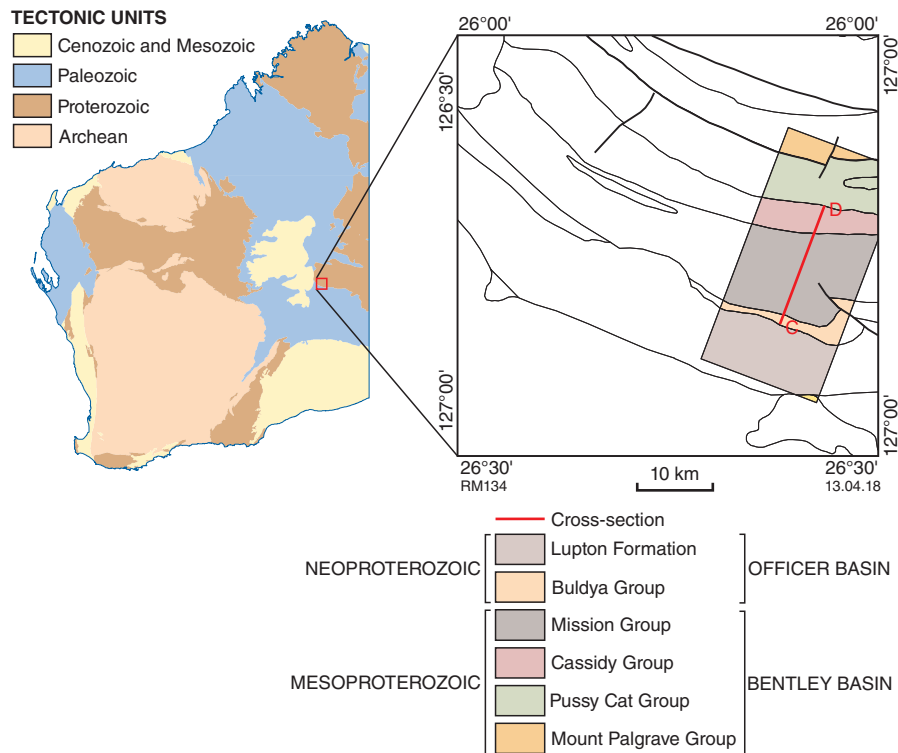 TECTONIC UNITS
Cenozoic and Mesozoic
Paleozoic
Proterozoic
Archean
26°00'
26°00'
126°30'
127°00'
D
C
127°00'
127°00'
26°30'
26°30'
RM134
10 km
13.04.18
Cross-section
NEOPROTEROZOIC
Lupton Formation
Buldya Group
OFFICER BASIN
MESOPROTEROZOIC
Mission Group
Cassidy Group
Pussy Cat Group
Mount Palgrave Group
BENTLEY BASIN